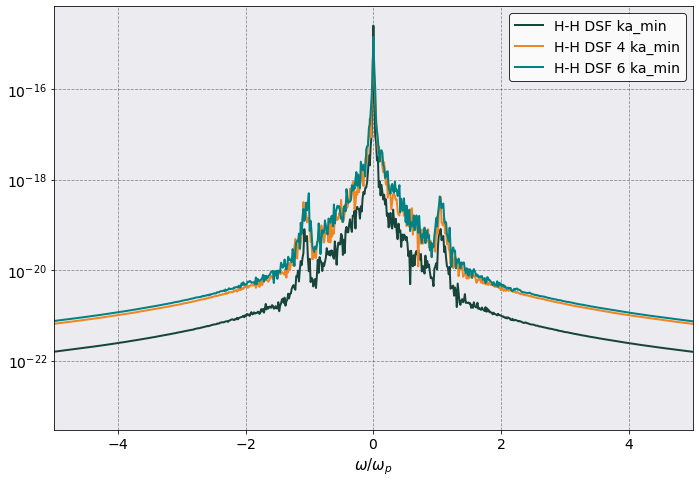 H-H DSF ka_min
H-H DSF 4 ka_min
H-H DSF 6 ka_min
10⁻¹⁶
10⁻¹⁸
10⁻²⁰
10⁻²²
−4 −2 0 2 4
ω/ωₚ